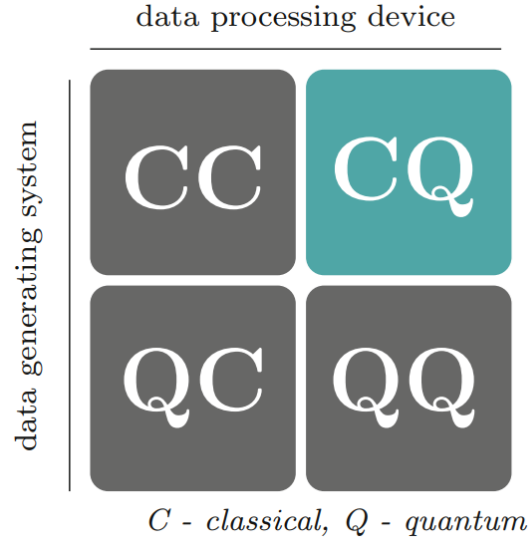 data processing device
data generating system
CC
CQ
QC
QQ
C - classical, Q - quantum